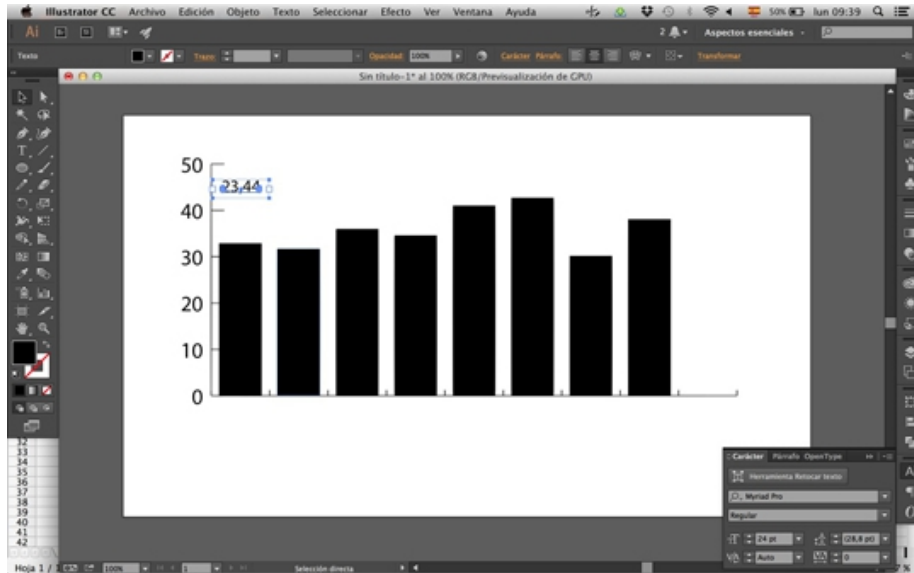 Illustrator CC Archivo Edición Objeto Texto Seleccionar Efecto Ver Ventana Ayuda 50% lun 09:39
Ai 2 Aspectos esenciales
Texto Trazo: Opacidad: 100% Carácter Párrafo: Transformar
Sin título-1* al 100% (RGB/Previsualización de GPU)
50
23,44
40
30
20
10
0
32
33
34
35
36
37
38
39
40
41
42
Carácter Párrafo OpenType
Herramienta Retocar texto
Myriad Pro
Regular
24 pt (28,8 pt)
Auto 0
Hoja 1 / 100% 1 Selección directa